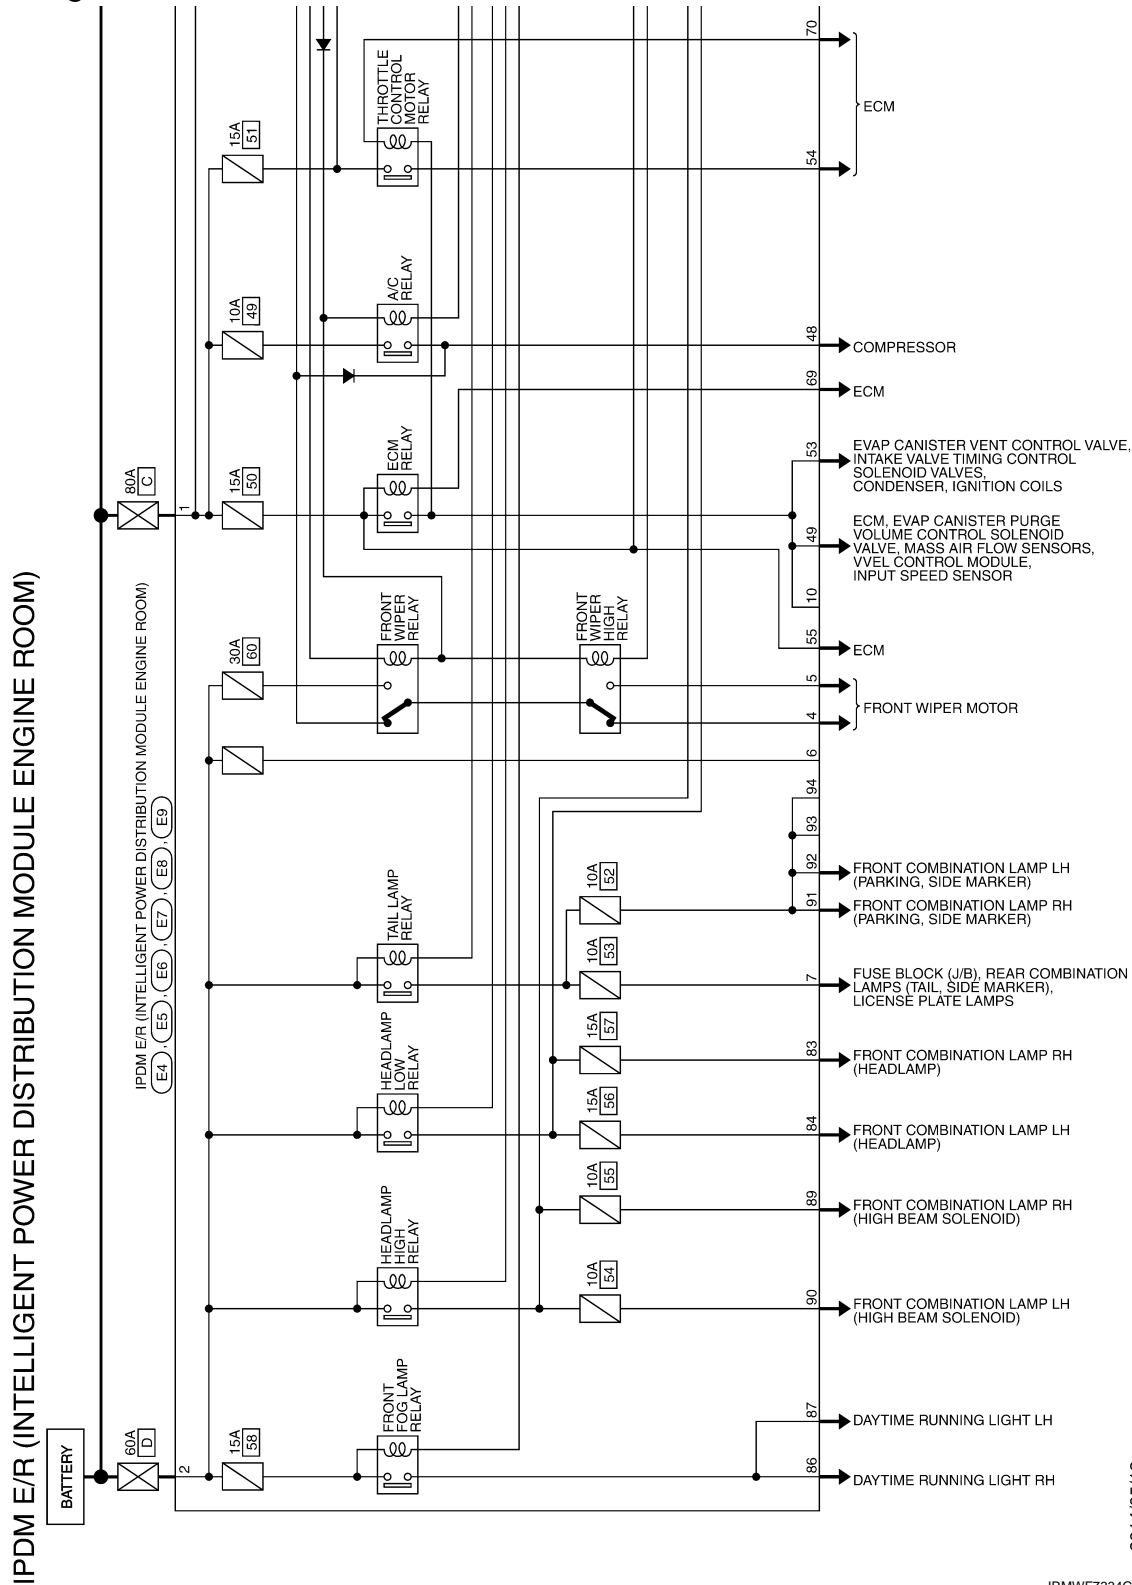 IPDM E/R (INTELLIGENT POWER DISTRIBUTION MODULE ENGINE ROOM)
BATTERY
IPDM E/R (INTELLIGENT POWER DISTRIBUTION MODULE ENGINE ROOM)
E4 , E5 , E6 , E7 , E8 , E9
15A
51
THROTTLE
CONTROL
MOTOR
RELAY
70
54
ECM
10A
49
A/C
RELAY
48
COMPRESSOR
69
ECM
80A
C
1
15A
50
ECM
RELAY
53
EVAP CANISTER VENT CONTROL VALVE,
INTAKE VALVE TIMING CONTROL
SOLENOID VALVES,
CONDENSER, IGNITION COILS
49
ECM, EVAP CANISTER PURGE
VOLUME CONTROL SOLENOID
VALVE, MASS AIR FLOW SENSORS,
VVEL CONTROL MODULE,
INPUT SPEED SENSOR
10
55
ECM
30A
60
FRONT
WIPER
RELAY
FRONT
WIPER
HIGH
RELAY
5
4
FRONT WIPER MOTOR
6
94
93
92
FRONT COMBINATION LAMP LH
(PARKING, SIDE MARKER)
10A
52
91
FRONT COMBINATION LAMP RH
(PARKING, SIDE MARKER)
TAIL LAMP
RELAY
10A
53
7
FUSE BLOCK (J/B), REAR COMBINATION
LAMPS (TAIL, SIDE MARKER),
LICENSE PLATE LAMPS
15A
57
83
FRONT COMBINATION LAMP RH
(HEADLAMP)
HEADLAMP
LOW
RELAY
15A
56
84
FRONT COMBINATION LAMP LH
(HEADLAMP)
10A
55
89
FRONT COMBINATION LAMP RH
(HIGH BEAM SOLENOID)
HEADLAMP
HIGH
RELAY
10A
54
90
FRONT COMBINATION LAMP LH
(HIGH BEAM SOLENOID)
87
DAYTIME RUNNING LIGHT LH
60A
D
2
15A
58
FRONT
FOG LAMP
RELAY
86
DAYTIME RUNNING LIGHT RH